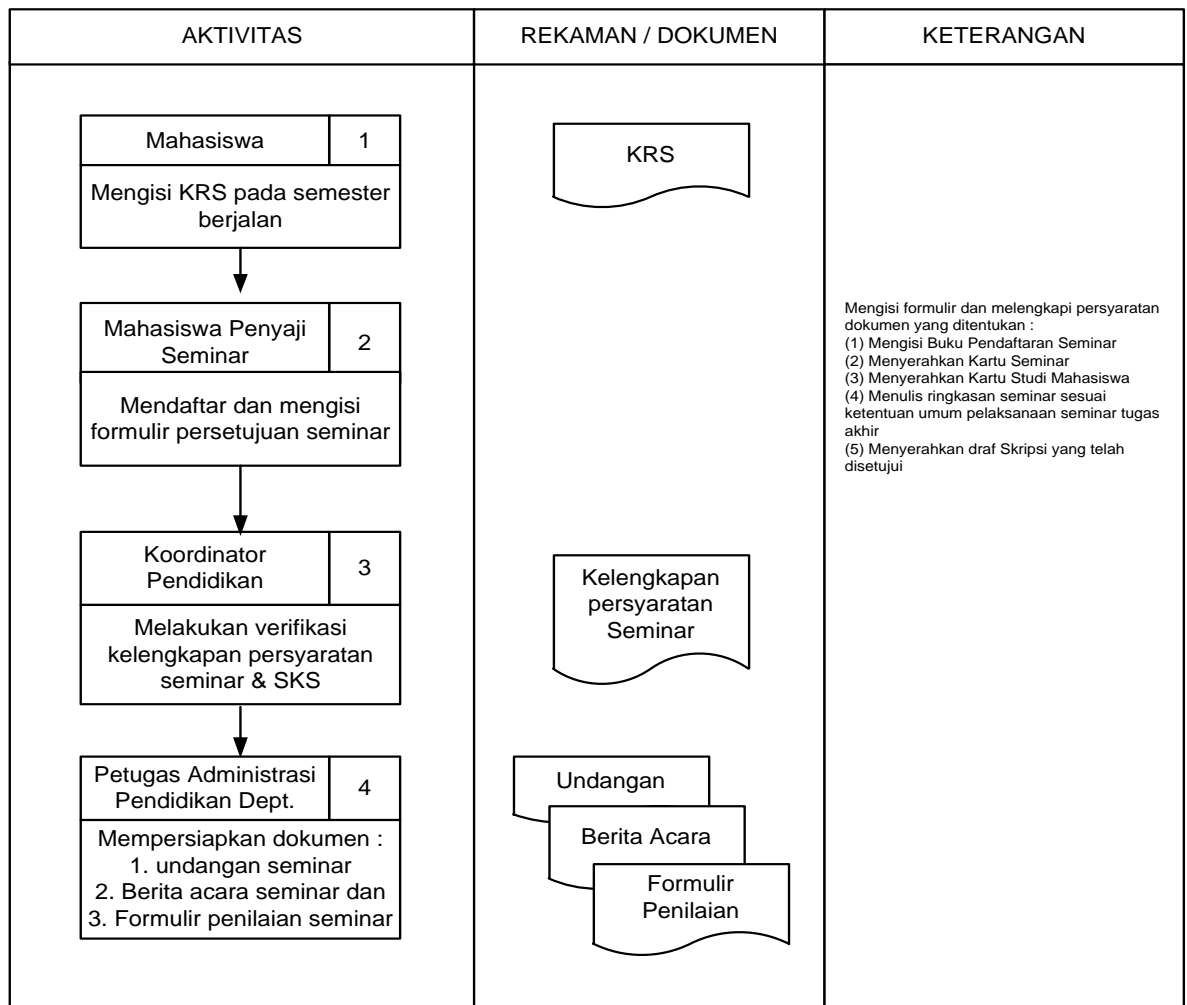 AKTIVITAS
REKAMAN / DOKUMEN
KETERANGAN
Mahasiswa
1
Mengisi KRS pada semester
berjalan
KRS
Mahasiswa Penyaji
Seminar
2
Mendaftar dan mengisi
formulir persetujuan seminar
Mengisi formulir dan melengkapi persyaratan
dokumen yang ditentukan :
(1) Mengisi Buku Pendaftaran Seminar
(2) Menyerahkan Kartu Seminar
(3) Menyerahkan Kartu Studi Mahasiswa
(4) Menulis ringkasan seminar sesuai
ketentuan umum pelaksanaan seminar tugas
akhir
(5) Menyerahkan draf Skripsi yang telah
disetujui
Koordinator
Pendidikan
3
Melakukan verifikasi
kelengkapan persyaratan
seminar & SKS
Kelengkapan
persyaratan
Seminar
Petugas Administrasi
Pendidikan Dept.
4
Mempersiapkan dokumen :
1. undangan seminar
2. Berita acara seminar dan
3. Formulir penilaian seminar
Undangan
Berita Acara
Formulir
Penilaian